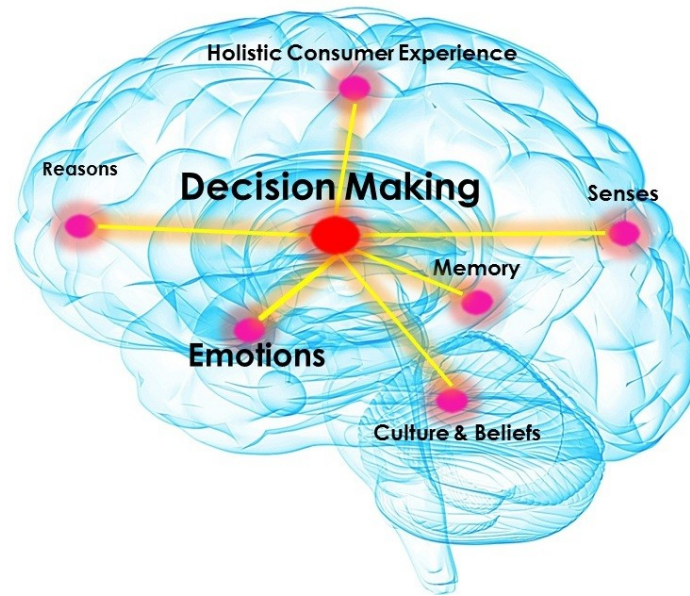 Holistic Consumer Experience
Reasons
Decision Making
Senses
Memory
Emotions
Culture & Beliefs